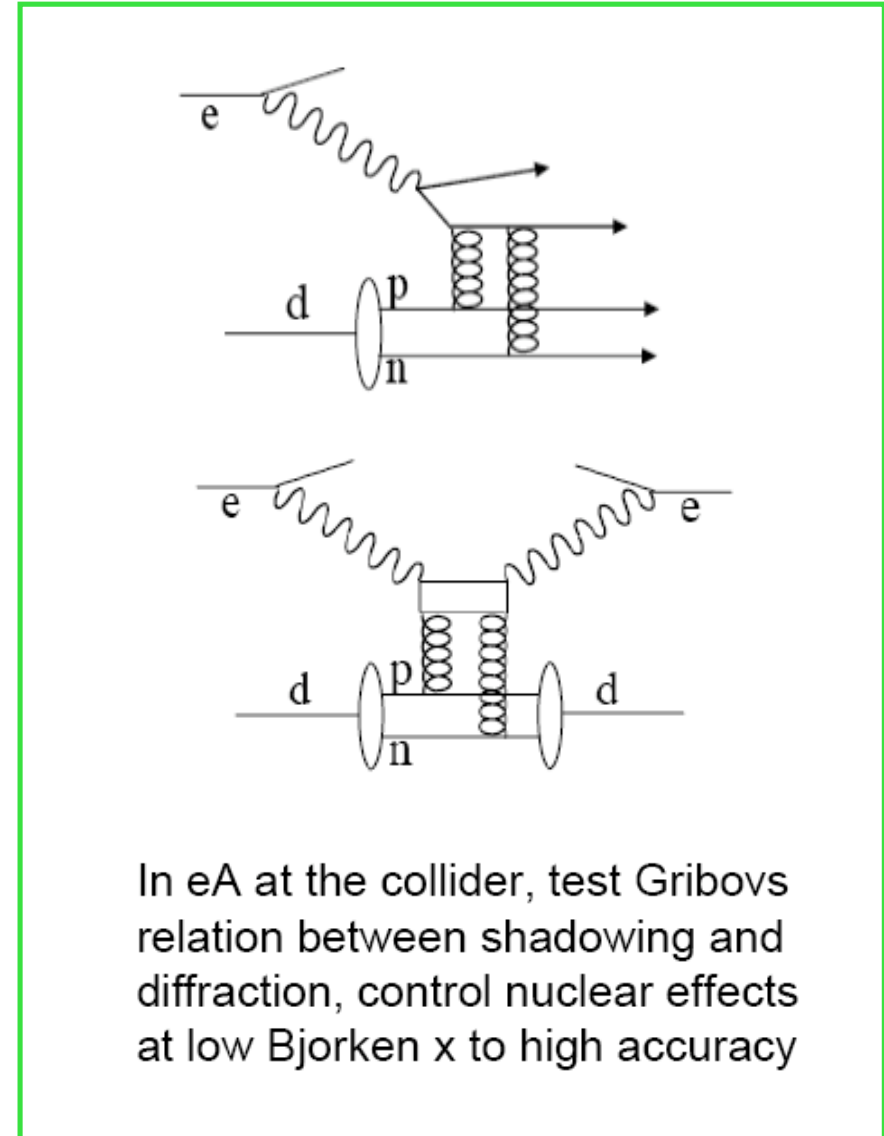 e
d
p
n
e
e
d
p
d
n
In eA at the collider, test Gribovs
relation between shadowing and
diffraction, control nuclear effects
at low Bjorken x to high accuracy